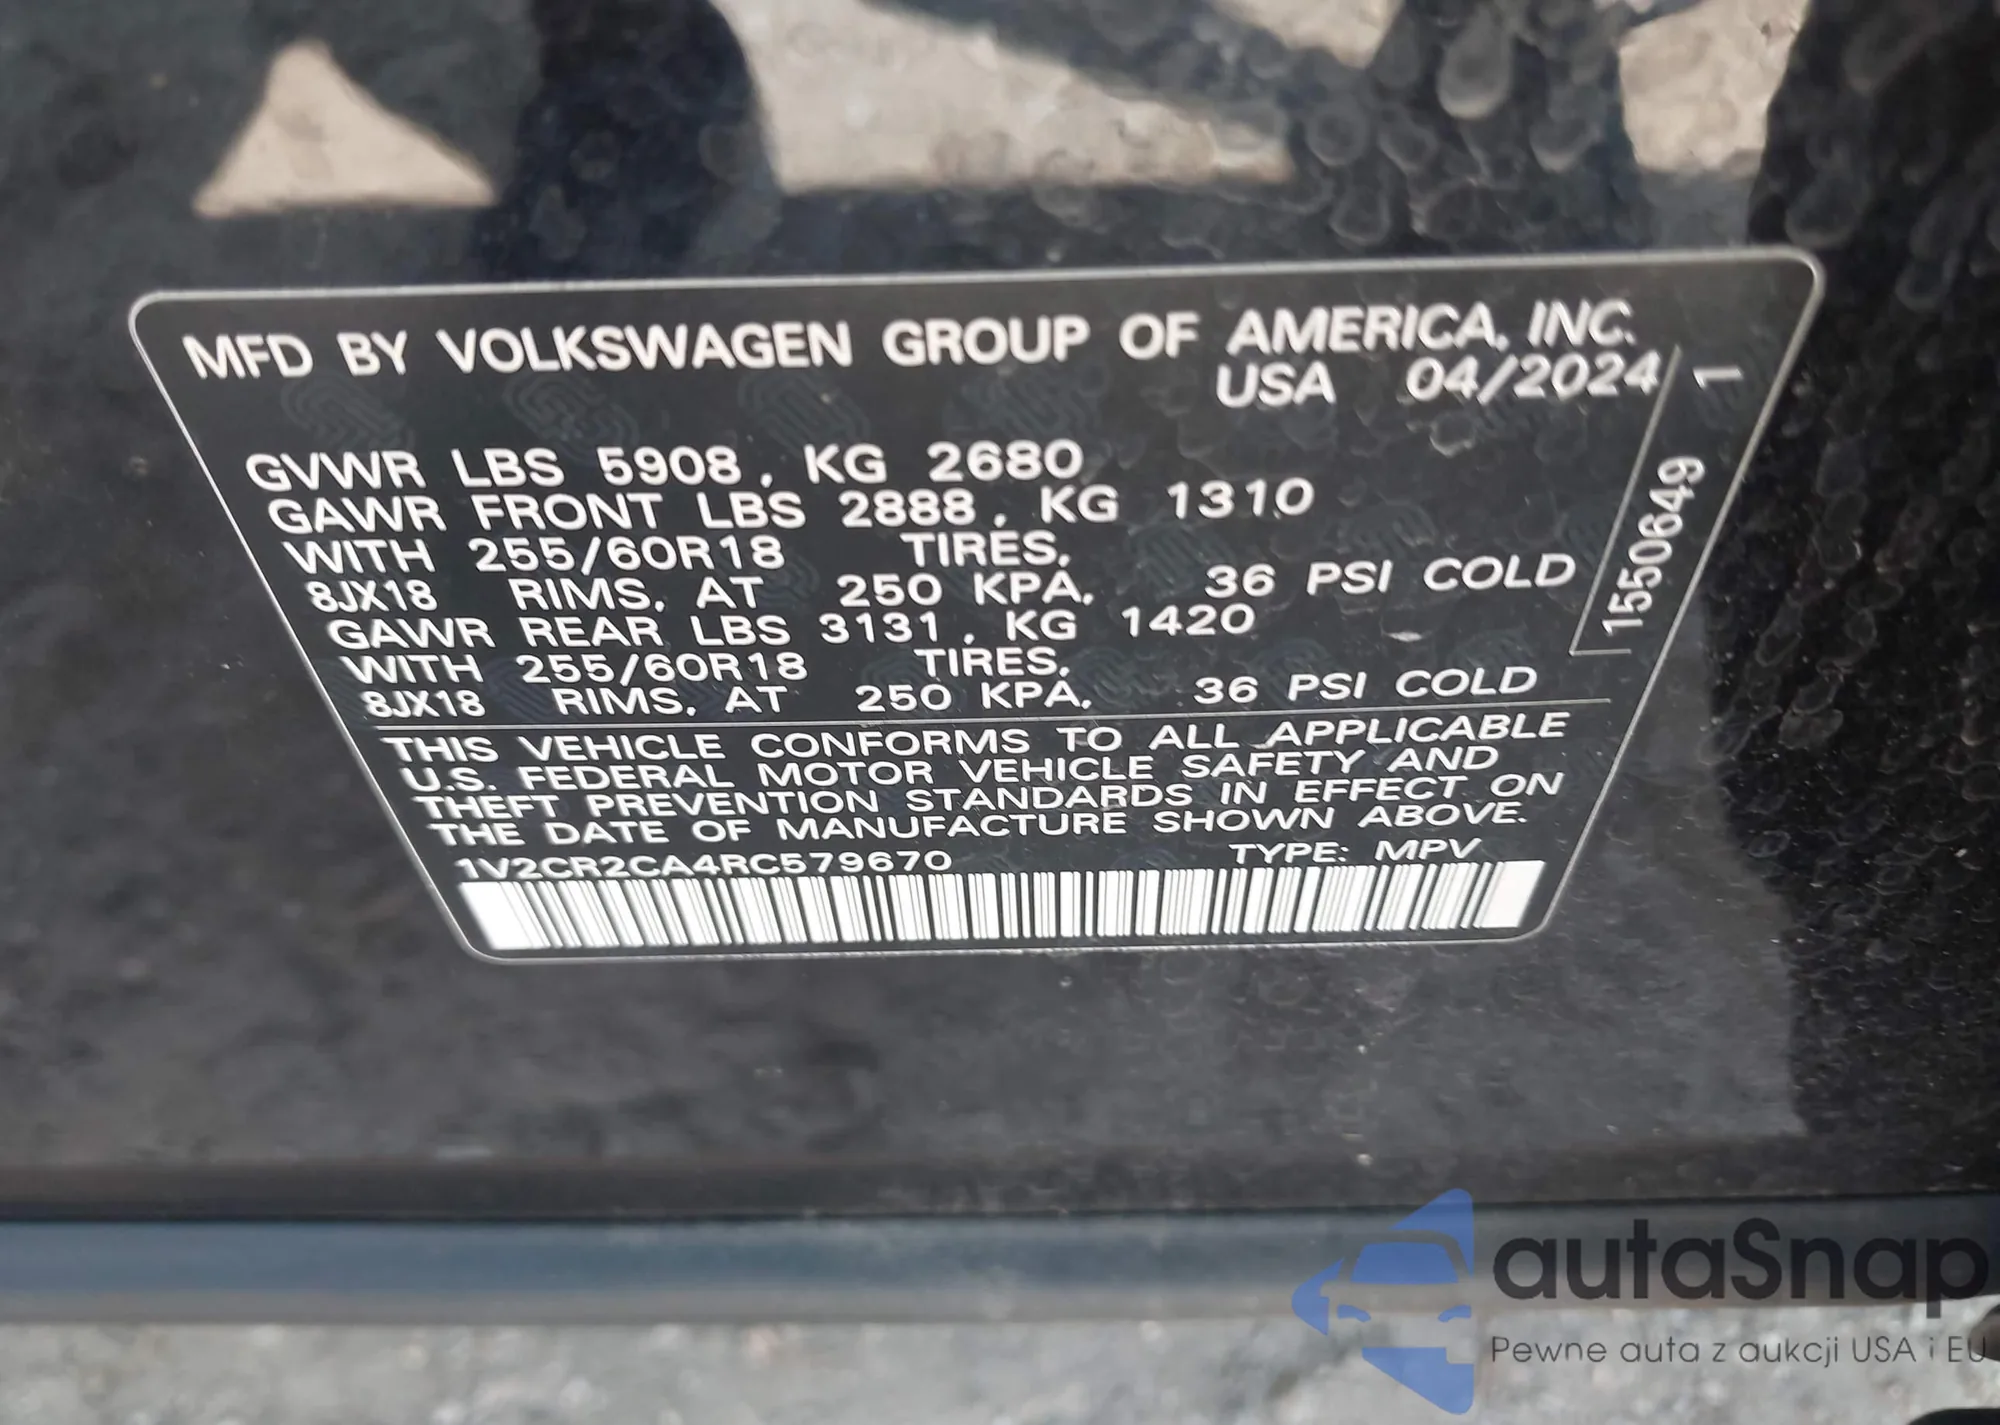 MFD BY VOLKSWAGEN GROUP OF AMERICA, INC.
USA 04/2024
GVWR LBS 5908, KG 2680
GAWR FRONT LBS 2888, KG 1310
WITH 255/60R18 TIRES,
8JX18 RIMS, AT 250 KPA, 36 PSI COLD
GAWR REAR LBS 3131, KG 1420
WITH 255/60R18 TIRES,
8JX18 RIMS, AT 250 KPA, 36 PSI COLD
1550649 1
THIS VEHICLE CONFORMS TO ALL APPLICABLE
U.S. FEDERAL MOTOR VEHICLE SAFETY AND
THEFT PREVENTION STANDARDS IN EFFECT ON
THE DATE OF MANUFACTURE SHOWN ABOVE.
1V2CR2CA4RC579670 TYPE: MPV
autaSnap
Pewne auta z aukcji USA i EU